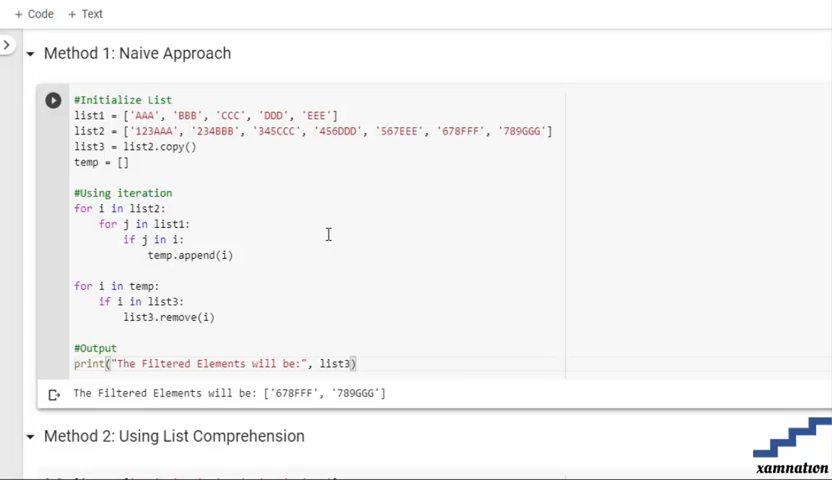 + Code + Text
Method 1: Naive Approach
#Initialize List
list1 = ['AAA', 'BBB', 'CCC', 'DDD', 'EEE']
list2 = ['123AAA', '234BBB', '345CCC', '456DDD', '567EEE', '678FFF', '789GGG']
list3 = list2.copy()
temp = []
#Using iteration
for i in list2:
    for j in list1:
        if j in i:
            temp.append(i)
for i in temp:
    if i in list3:
        list3.remove(i)
#Output
print("The Filtered Elements will be:", list3)
The Filtered Elements will be: ['678FFF', '789GGG']
Method 2: Using List Comprehension
xamnation